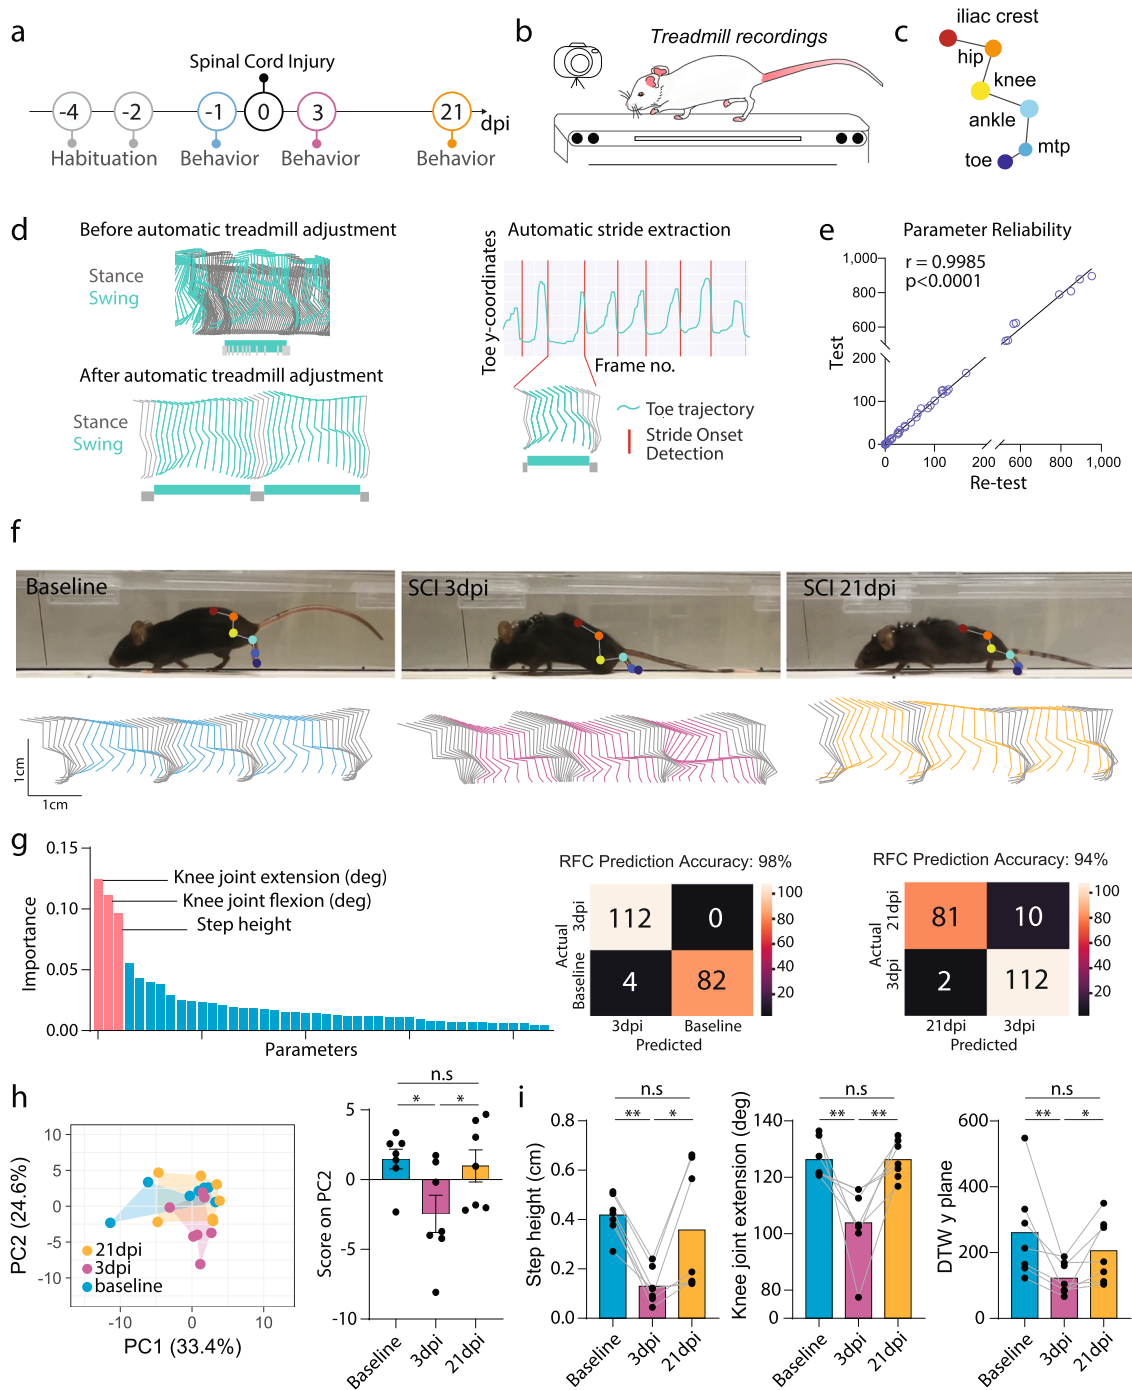 a
Spinal Cord Injury
-4
-2
-1
0
3
21
dpi
Habituation
Behavior
Behavior
Behavior
b
Treadmill recordings
c
iliac crest
hip
knee
ankle
mtp
toe
d
Before automatic treadmill adjustment
Stance
Swing
After automatic treadmill adjustment
Stance
Swing
Automatic stride extraction
Toe y-coordinates
Frame no.
Toe trajectory
Stride Onset
Detection
e
Parameter Reliability
r = 0.9985
p<0.0001
1,000
800
600
200
100
0
Test
0
100
200
600
800
1,000
Re-test
f
Baseline
SCI 3dpi
SCI 21dpi
1cm
1cm
g
0.15
0.10
0.05
0.00
Importance
Knee joint extension (deg)
Knee joint flexion (deg)
Step height
Parameters
RFC Prediction Accuracy: 98%
Actual
3dpi
Baseline
112
0
4
82
3dpi
Baseline
Predicted
100
80
60
40
20
RFC Prediction Accuracy: 94%
Actual
21dpi
3dpi
81
10
2
112
21dpi
3dpi
Predicted
100
80
60
40
20
h
PC2 (24.6%)
10
5
0
-5
-10
21dpi
3dpi
baseline
-10
0
10
PC1 (33.4%)
n.s
*
*
Score on PC2
5
0
-5
-10
Baseline
3dpi
21dpi
i
n.s
**
*
Step height (cm)
0.8
0.6
0.4
0.2
0
Baseline
3dpi
21dpi
n.s
**
**
Knee joint extension (deg)
140
120
100
80
0
Baseline
3dpi
21dpi
n.s
**
*
DTW y plane
600
400
200
0
Baseline
3dpi
21dpi